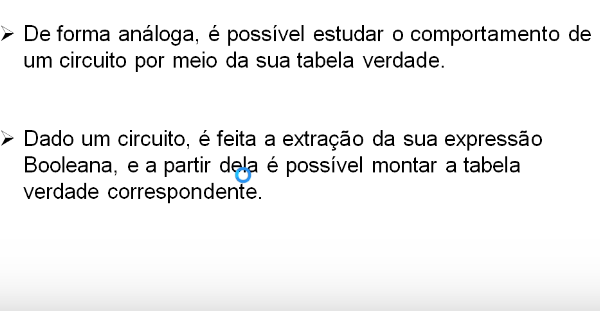 ➢ De forma análoga, é possível estudar o comportamento de
um circuito por meio da sua tabela verdade.
➢ Dado um circuito, é feita a extração da sua expressão
Booleana, e a partir dela é possível montar a tabela
verdade correspondente.